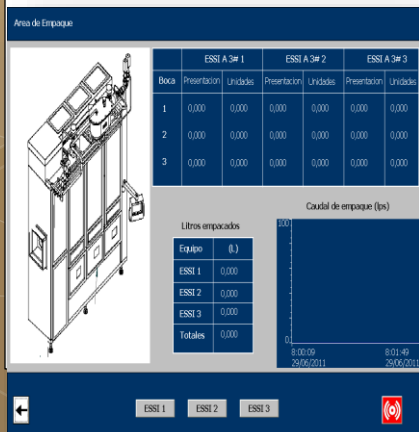 Area de Empaque
ESSI A 3# 1 ESSI A 3# 2 ESSI A 3# 3
Boca Presentacion Unidades Presentacion Unidades Presentacion Unidades
1 0,000 0,000 0,000 0,000 0,000 0,000
2 0,000 0,000 0,000 0,000 0,000 0,000
3 0,000 0,000 0,000 0,000 0,000 0,000
Litros empacados
Equipo (L)
ESSI 1 0,000
ESSI 2 0,000
ESSI 3 0,000
Totales 0,000
Caudal de empaque (lps)
100
0
8:00:09 8:01:49
29/06/2011 29/06/2011
ESSI 1 ESSI 2 ESSI 3